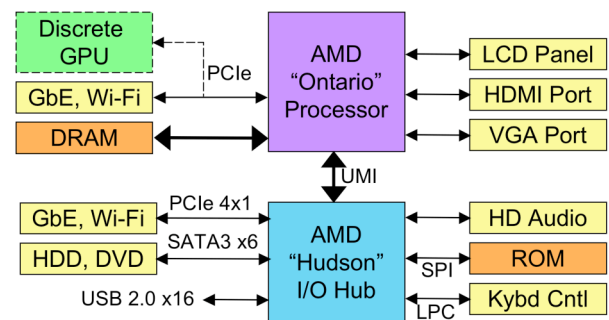 Discrete
GPU
PCIe
GbE, Wi-Fi
DRAM
AMD
“Ontario”
Processor
LCD Panel
HDMI Port
VGA Port
UMI
PCIe 4x1
GbE, Wi-Fi
SATA3 x6
HDD, DVD
USB 2.0 x16
AMD
“Hudson”
I/O Hub
HD Audio
SPI
ROM
LPC
Kybd Cntl